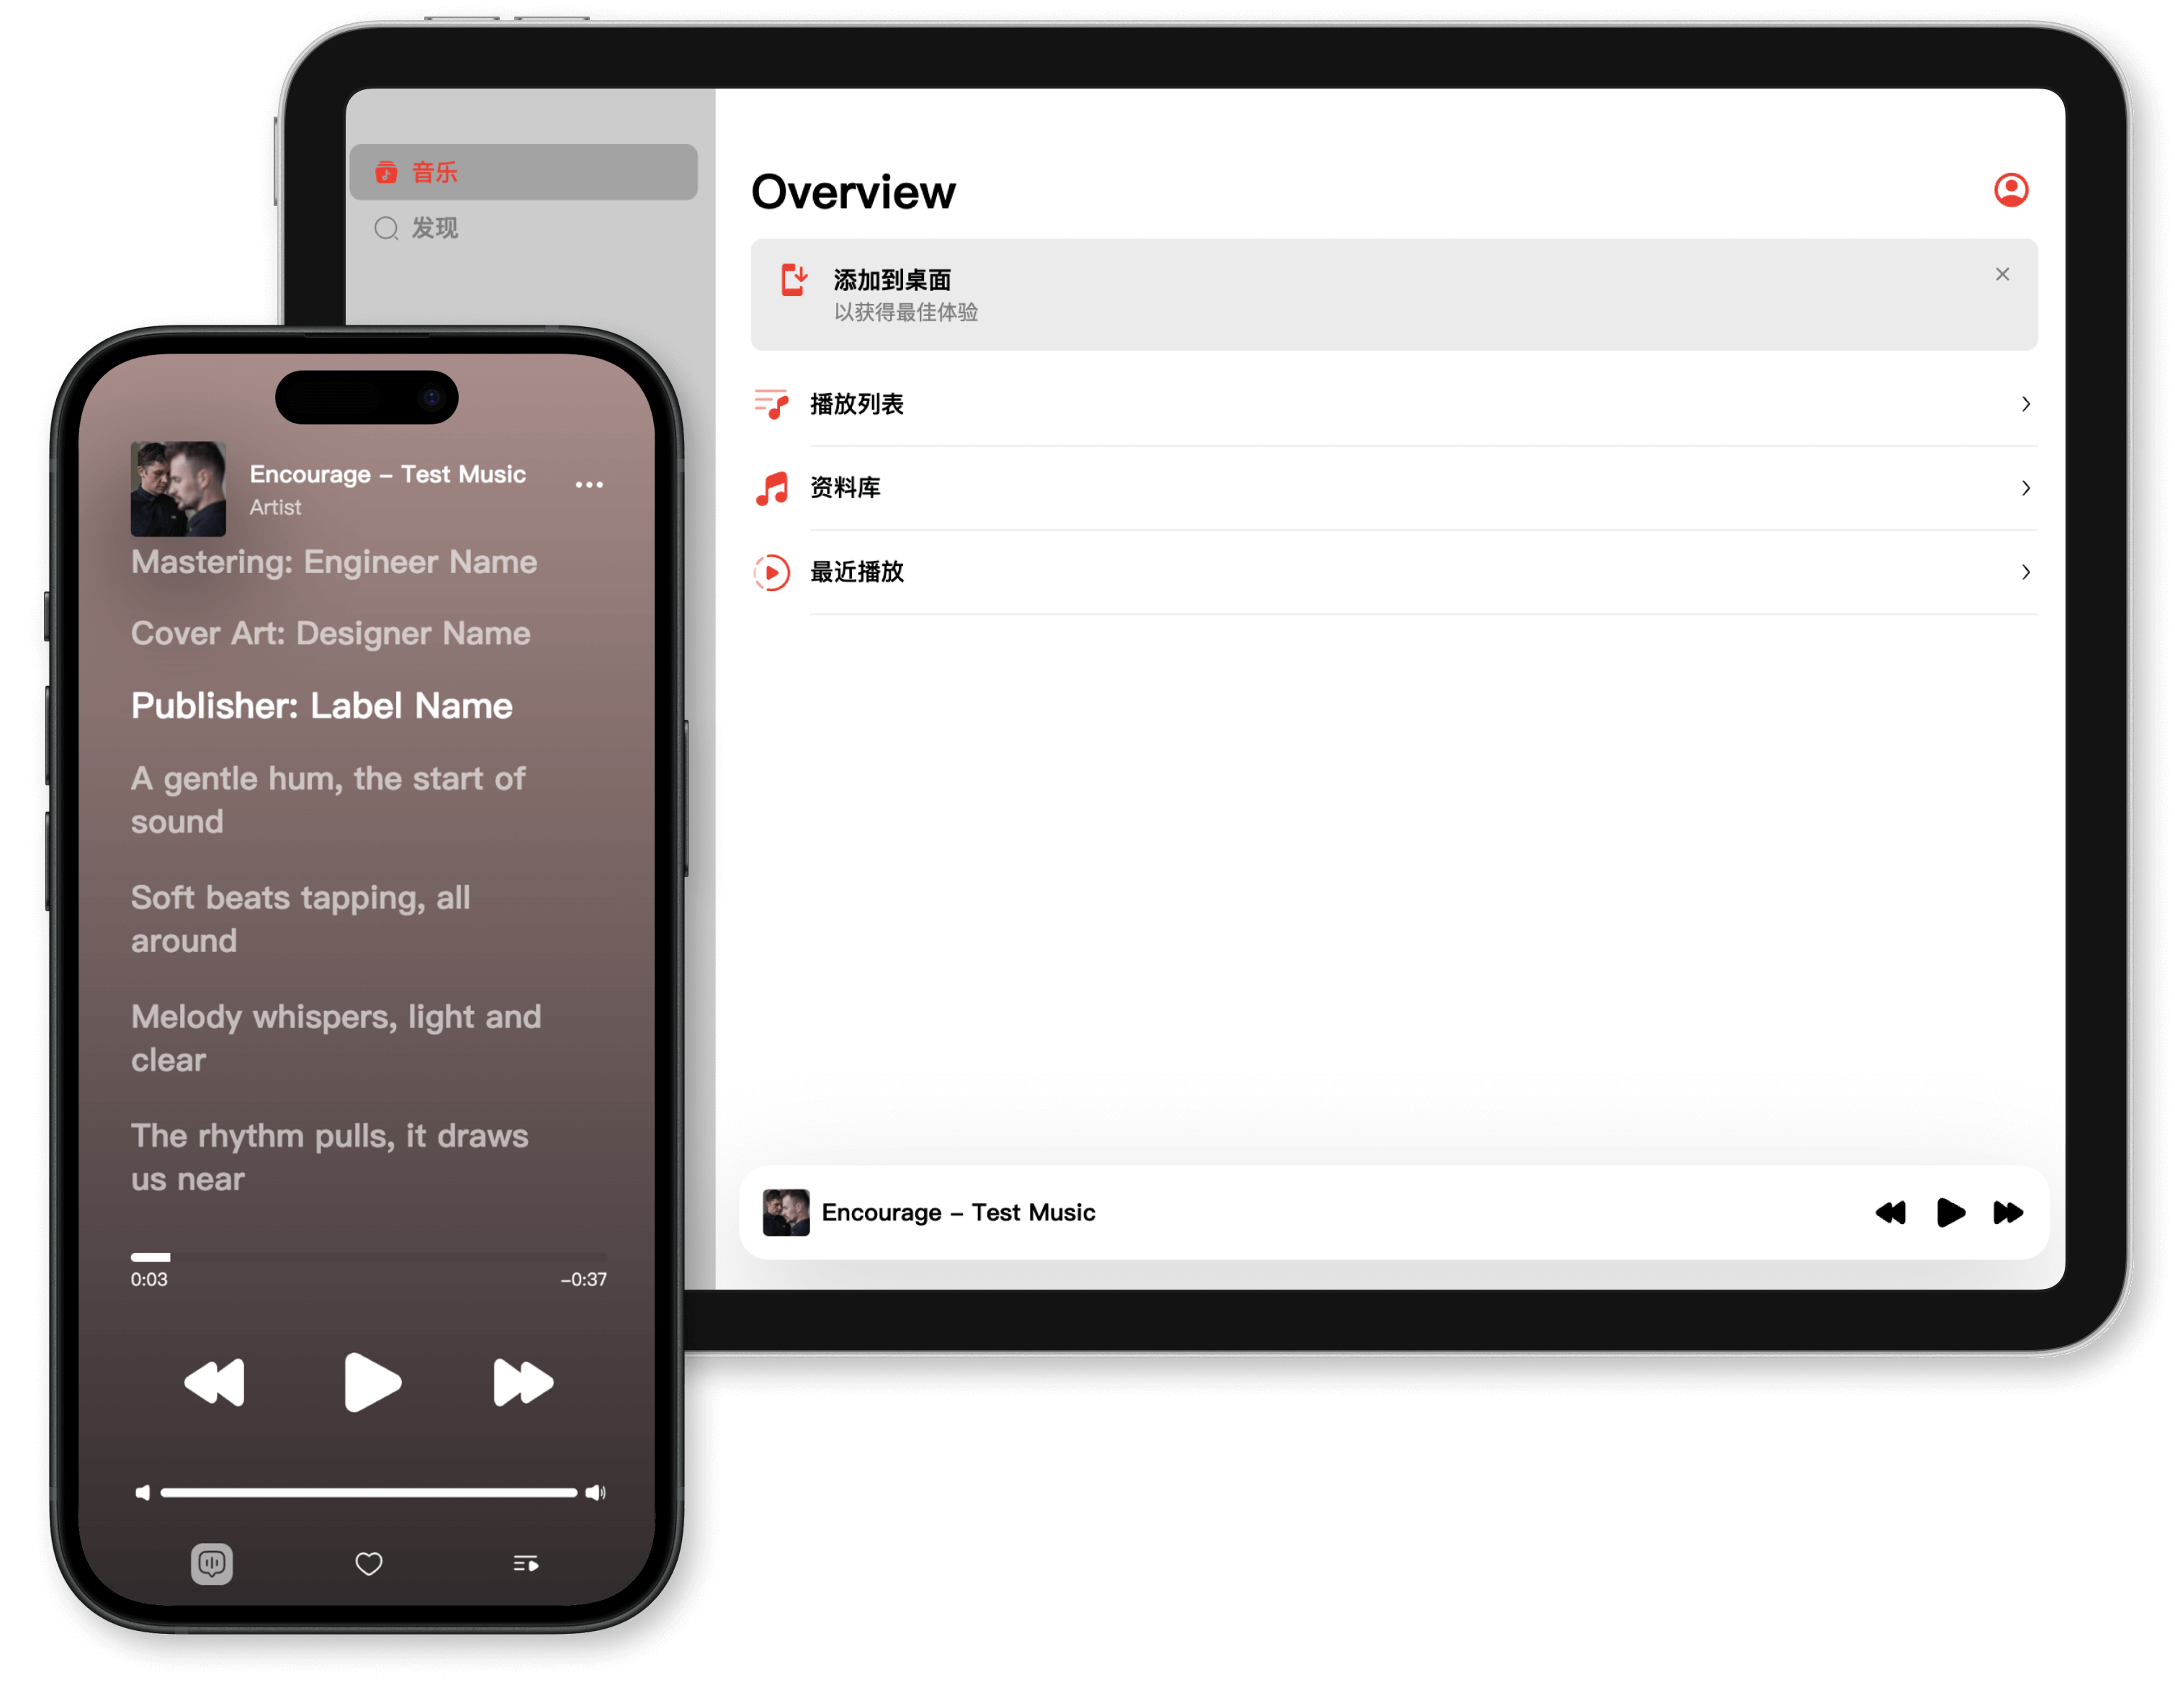 音乐
发现
Overview
添加到桌面
以获得最佳体验
播放列表
资料库
最近播放
Encourage – Test Music
Encourage – Test Music
Artist
Mastering: Engineer Name
Cover Art: Designer Name
Publisher: Label Name
A gentle hum, the start of
sound
Soft beats tapping, all
around
Melody whispers, light and
clear
The rhythm pulls, it draws
us near
0:03
–0:37